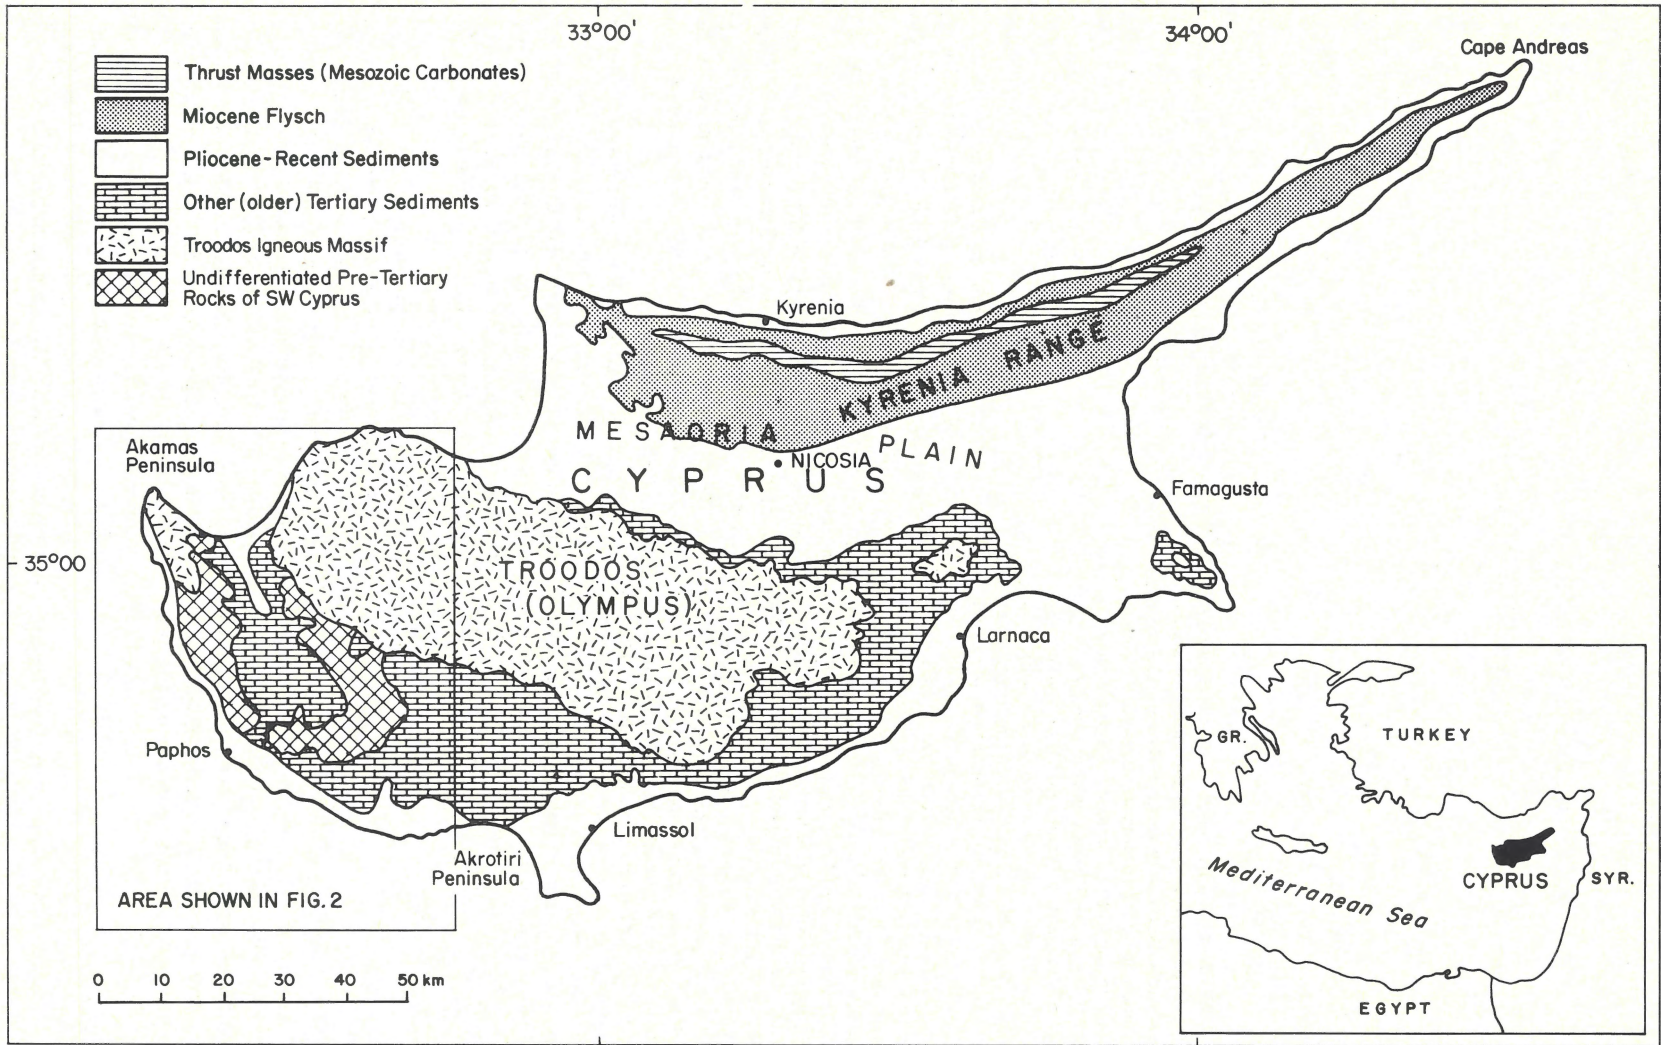 33°00'
34°00'
Cape Andreas
Thrust Masses (Mesozoic Carbonates)
Miocene Flysch
Pliocene-Recent Sediments
Other (older) Tertiary Sediments
Troodos Igneous Massif
Undifferentiated Pre-Tertiary
Rocks of SW Cyprus
Kyrenia
KYRENIA RANGE
MESAORIA PLAIN
NICOSIA
CYPRUS
Akamas
Peninsula
Famagusta
35°00
TROODOS
(OLYMPUS)
Larnaca
Paphos
Limassol
Akrotiri
Peninsula
AREA SHOWN IN FIG. 2
0 10 20 30 40 50 km
GR.
TURKEY
CYPRUS
SYR.
Mediterranean Sea
EGYPT